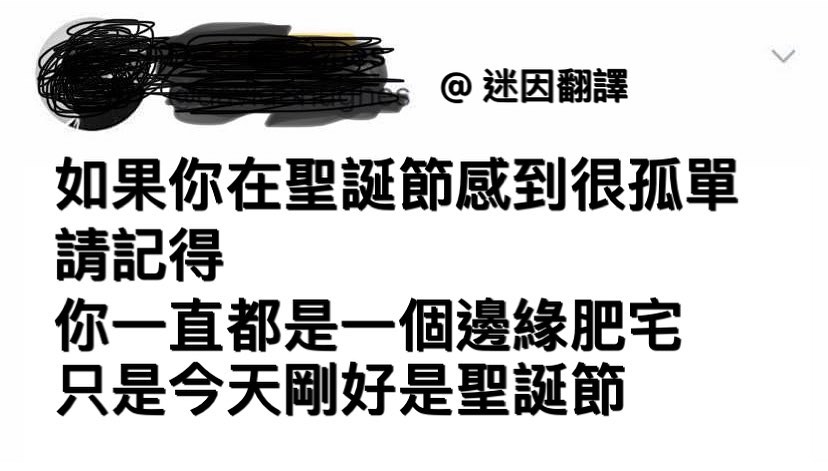 @ 迷因翻譯
如果你在聖誕節感到很孤單
請記得
你一直都是一個邊緣肥宅
只是今天剛好是聖誕節